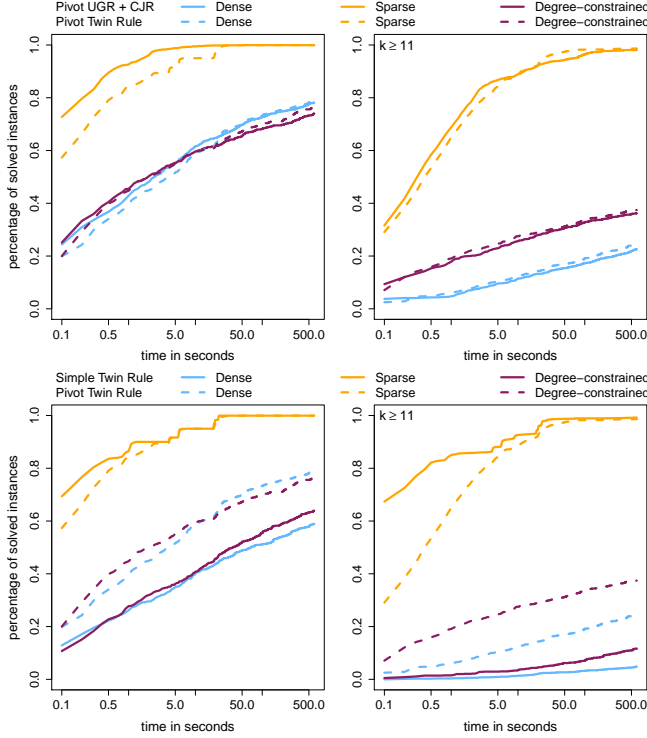 Pivot UGR + CJR Dense Sparse Degree−constrained
Pivot Twin Rule Dense Sparse Degree−constrained
percentage of solved instances
0.0 0.2 0.4 0.6 0.8 1.0
0.1 0.5 5.0 50.0 500.0
time in seconds
k ≥ 11
0.0 0.2 0.4 0.6 0.8 1.0
0.1 0.5 5.0 50.0 500.0
time in seconds
Simple Twin Rule Dense Sparse Degree−constrained
Pivot Twin Rule Dense Sparse Degree−constrained
percentage of solved instances
0.0 0.2 0.4 0.6 0.8 1.0
0.1 0.5 5.0 50.0 500.0
time in seconds
k ≥ 11
0.0 0.2 0.4 0.6 0.8 1.0
0.1 0.5 5.0 50.0 500.0
time in seconds